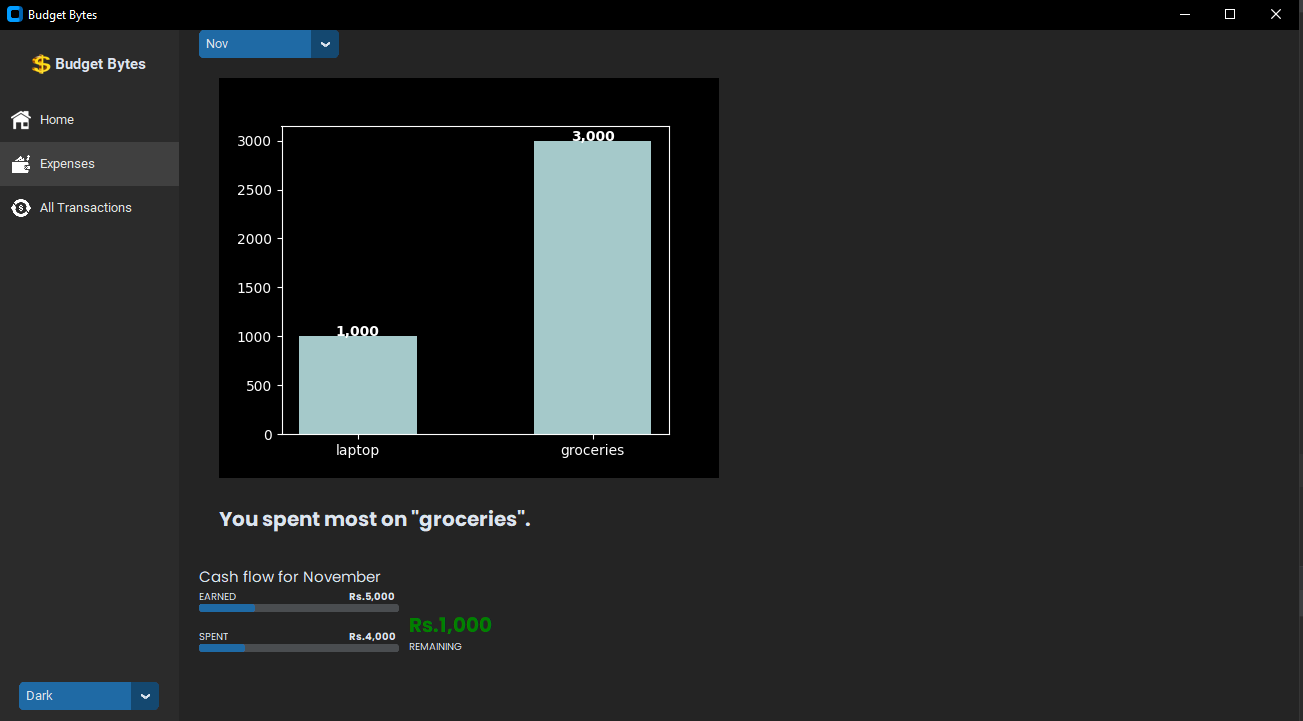 Budget Bytes
Budget Bytes
Home
Expenses
All Transactions
Dark
Nov
3000
2500
2000
1500
1000
500
0
1,000
3,000
laptop
groceries
You spent most on "groceries".
Cash flow for November
EARNED Rs.5,000
SPENT Rs.4,000
Rs.1,000
REMAINING